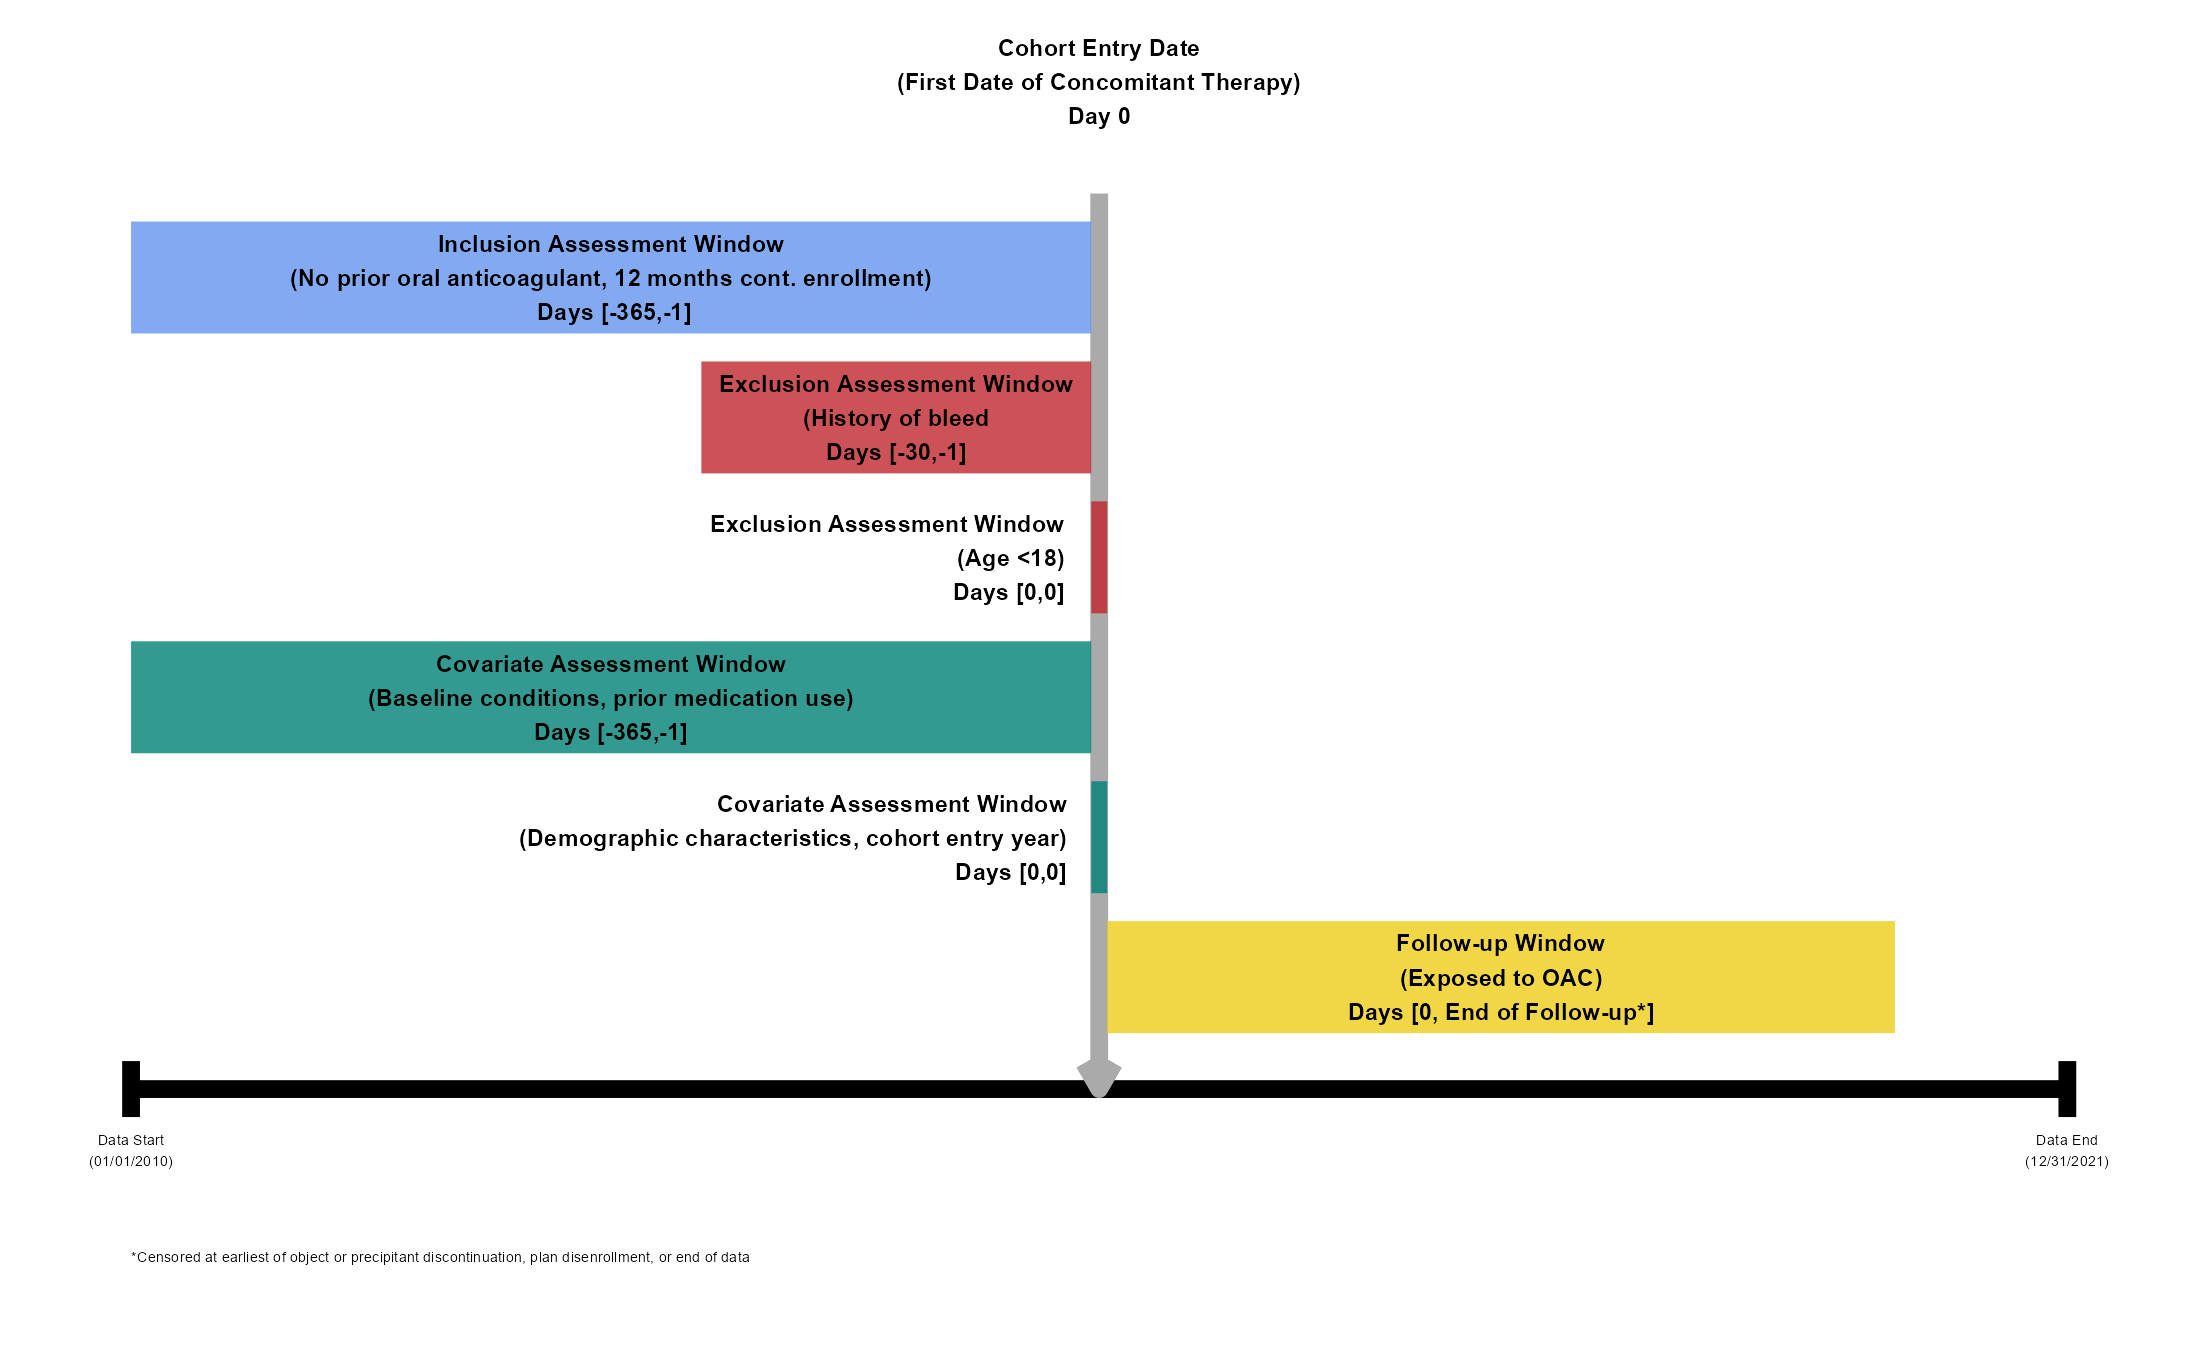 Cohort Entry Date
(First Date of Concomitant Therapy)
Day 0
Inclusion Assessment Window
(No prior oral anticoagulant, 12 months cont. enrollment)
Days [-365,-1]
Exclusion Assessment Window
(History of bleed
Days [-30,-1]
Exclusion Assessment Window
(Age <18)
Days [0,0]
Covariate Assessment Window
(Baseline conditions, prior medication use)
Days [-365,-1]
Covariate Assessment Window
(Demographic characteristics, cohort entry year)
Days [0,0]
Follow-up Window
(Exposed to OAC)
Days [0, End of Follow-up*]
Data Start
(01/01/2010)
Data End
(12/31/2021)
*Censored at earliest of object or precipitant discontinuation, plan disenrollment, or end of data